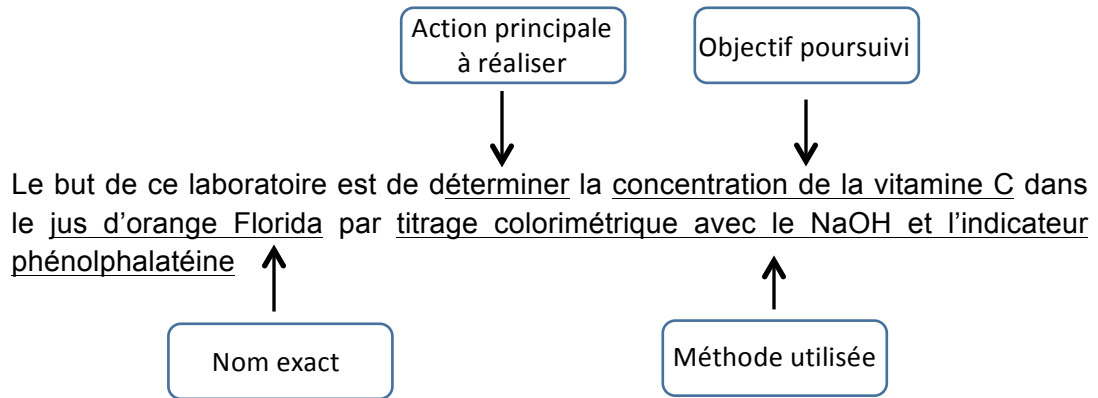 Action principale
à réaliser
Objectif poursuivi
Le but de ce laboratoire est de déterminer la concentration de la vitamine C dans
le jus d'orange Florida par titrage colorimétrique avec le NaOH et l'indicateur
phénolphalatéine
Nom exact
Méthode utilisée